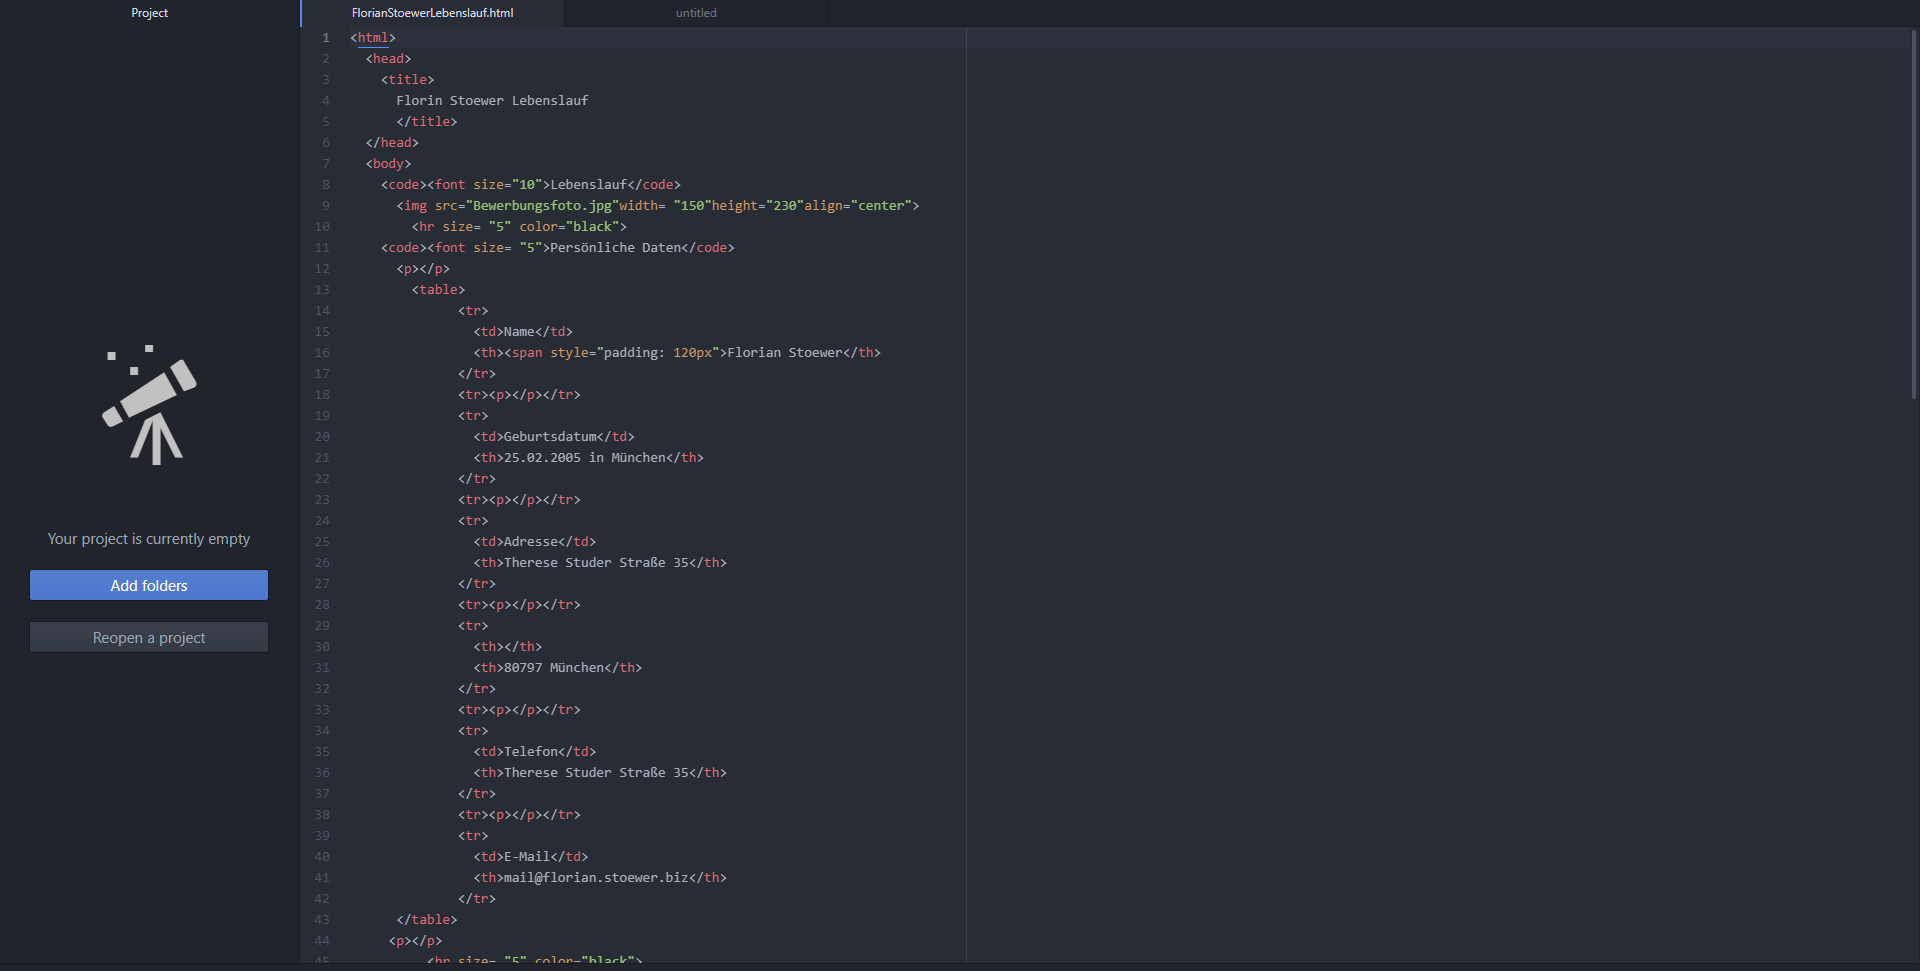 Project
FlorianStoewerLebenslauf.html
untitled
Your project is currently empty
Add folders
Reopen a project
1 <html>
2 <head>
3 <title>
4 Florin Stoewer Lebenslauf
5 </title>
6 </head>
7 <body>
8 <code><font size="10">Lebenslauf</code>
9 <img src="Bewerbungsfoto.jpg"width= "150"height="230"align="center">
10 <hr size= "5" color="black">
11 <code><font size= "5">Persönliche Daten</code>
12 <p></p>
13 <table>
14 <tr>
15 <td>Name</td>
16 <th><span style="padding: 120px">Florian Stoewer</th>
17 </tr>
18 <tr><p></p></tr>
19 <tr>
20 <td>Geburtsdatum</td>
21 <th>25.02.2005 in München</th>
22 </tr>
23 <tr><p></p></tr>
24 <tr>
25 <td>Adresse</td>
26 <th>Therese Studer Straße 35</th>
27 </tr>
28 <tr><p></p></tr>
29 <tr>
30 <th></th>
31 <th>80797 München</th>
32 </tr>
33 <tr><p></p></tr>
34 <tr>
35 <td>Telefon</td>
36 <th>Therese Studer Straße 35</th>
37 </tr>
38 <tr><p></p></tr>
39 <tr>
40 <td>E-Mail</td>
41 <th>mail@florian.stoewer.biz</th>
42 </tr>
43 </table>
44 <p></p>
45 <hr size= "5" color="black">